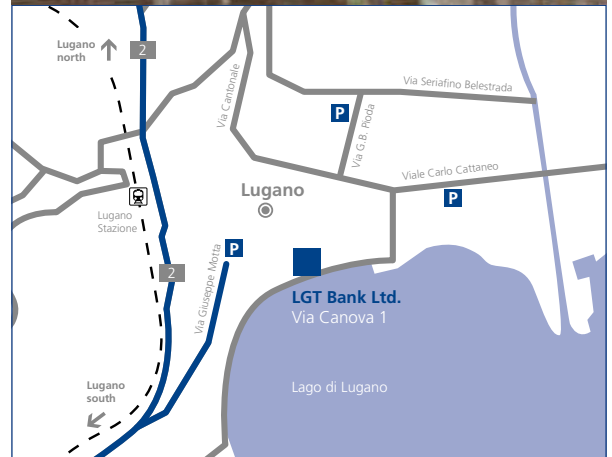 Lugano
north
2
Via Seriafino Belestrada
Via Cantonale
P
Via G.B. Pioda
Viale Carlo Cattaneo
P
Lugano
Lugano
Stazione
P
2
Via Giuseppe Motta
LGT Bank Ltd.
Via Canova 1
Lugano
south
Lago di Lugano